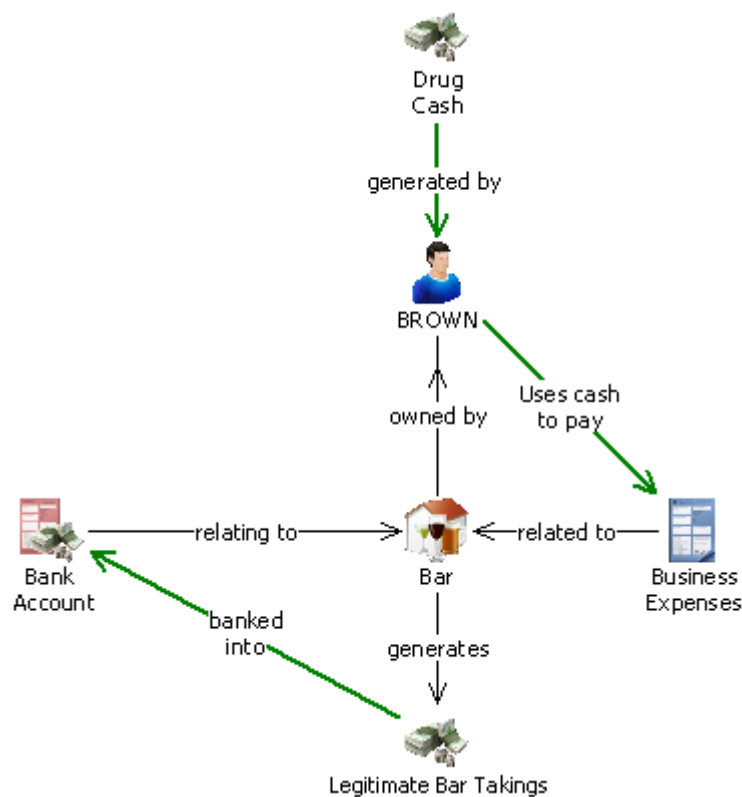 Drug
Cash
generated by
BROWN
Uses cash
to pay
owned by
relating to
related to
Bank
Account
Bar
Business
Expenses
banked
into
generates
Legitimate Bar Takings